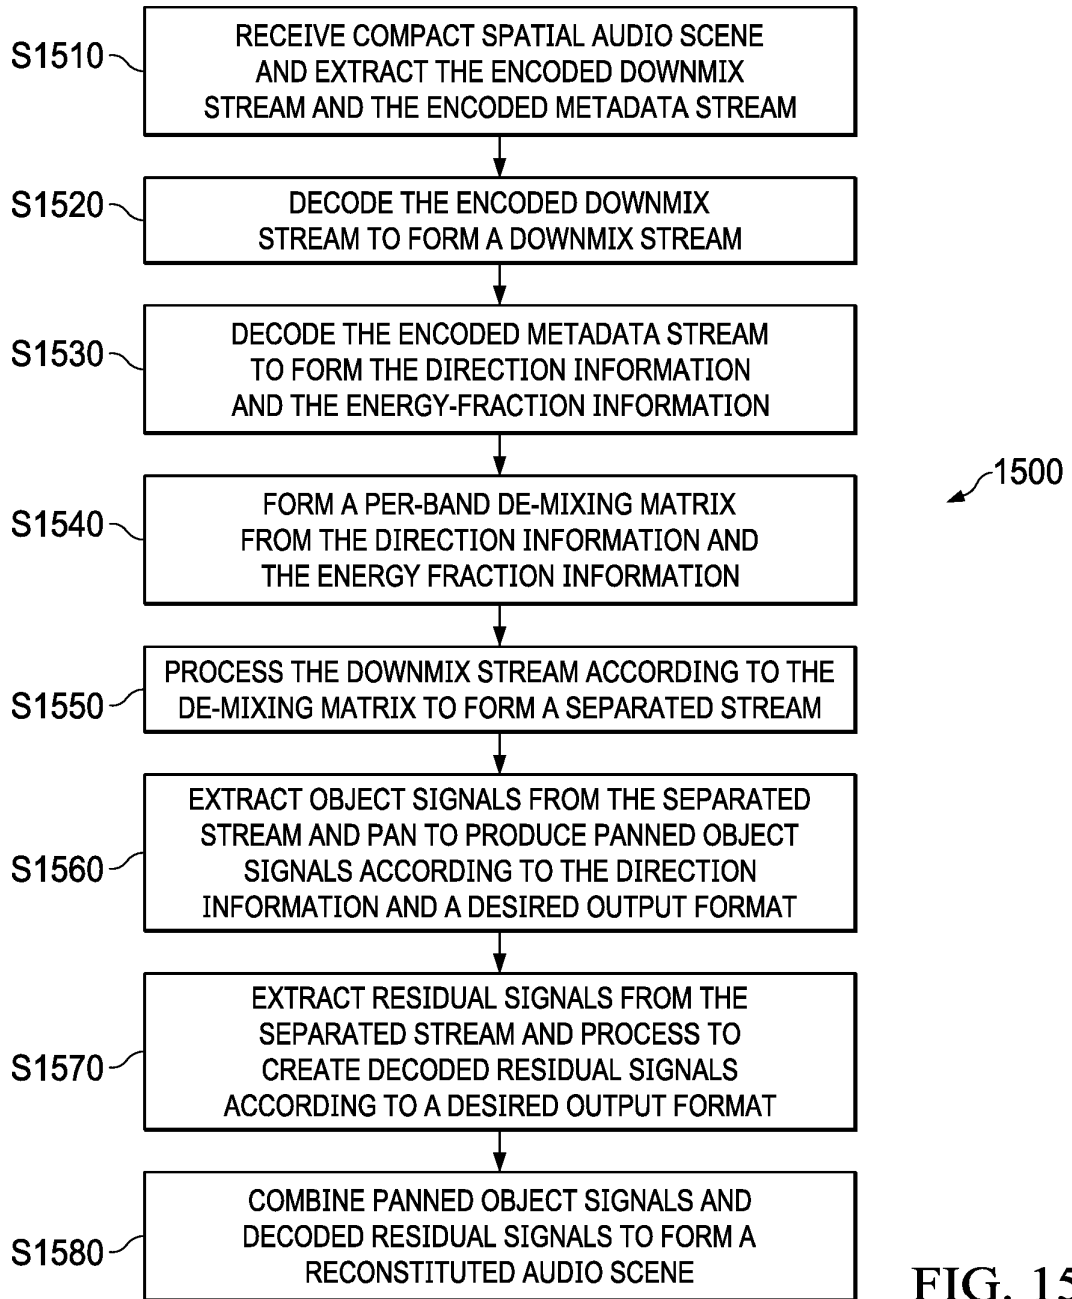 S1510
RECEIVE COMPACT SPATIAL AUDIO SCENE
AND EXTRACT THE ENCODED DOWNMIX
STREAM AND THE ENCODED METADATA STREAM
S1520
DECODE THE ENCODED DOWNMIX
STREAM TO FORM A DOWNMIX STREAM
S1530
DECODE THE ENCODED METADATA STREAM
TO FORM THE DIRECTION INFORMATION
AND THE ENERGY-FRACTION INFORMATION
1500
S1540
FORM A PER-BAND DE-MIXING MATRIX
FROM THE DIRECTION INFORMATION AND
THE ENERGY FRACTION INFORMATION
S1550
PROCESS THE DOWNMIX STREAM ACCORDING TO THE
DE-MIXING MATRIX TO FORM A SEPARATED STREAM
S1560
EXTRACT OBJECT SIGNALS FROM THE SEPARATED
STREAM AND PAN TO PRODUCE PANNED OBJECT
SIGNALS ACCORDING TO THE DIRECTION
INFORMATION AND A DESIRED OUTPUT FORMAT
S1570
EXTRACT RESIDUAL SIGNALS FROM THE
SEPARATED STREAM AND PROCESS TO
CREATE DECODED RESIDUAL SIGNALS
ACCORDING TO A DESIRED OUTPUT FORMAT
S1580
COMBINE PANNED OBJECT SIGNALS AND
DECODED RESIDUAL SIGNALS TO FORM A
RECONSTITUTED AUDIO SCENE
FIG. 15